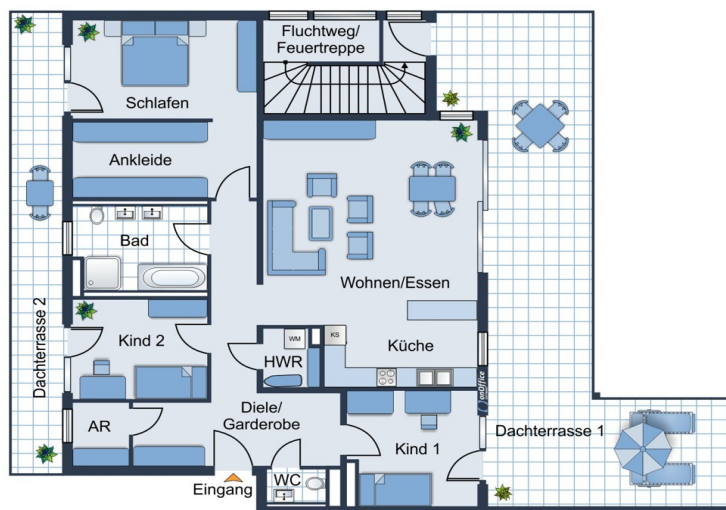 Fluchtweg/
Feuertreppe
Schlafen
Ankleide
Bad
Wohnen/Essen
Dachterrasse 2
Kind 2
WM
KS
HWR
Küche
onOffice
AR
Diele/
Garderobe
Kind 1
Dachterrasse 1
Eingang
WC